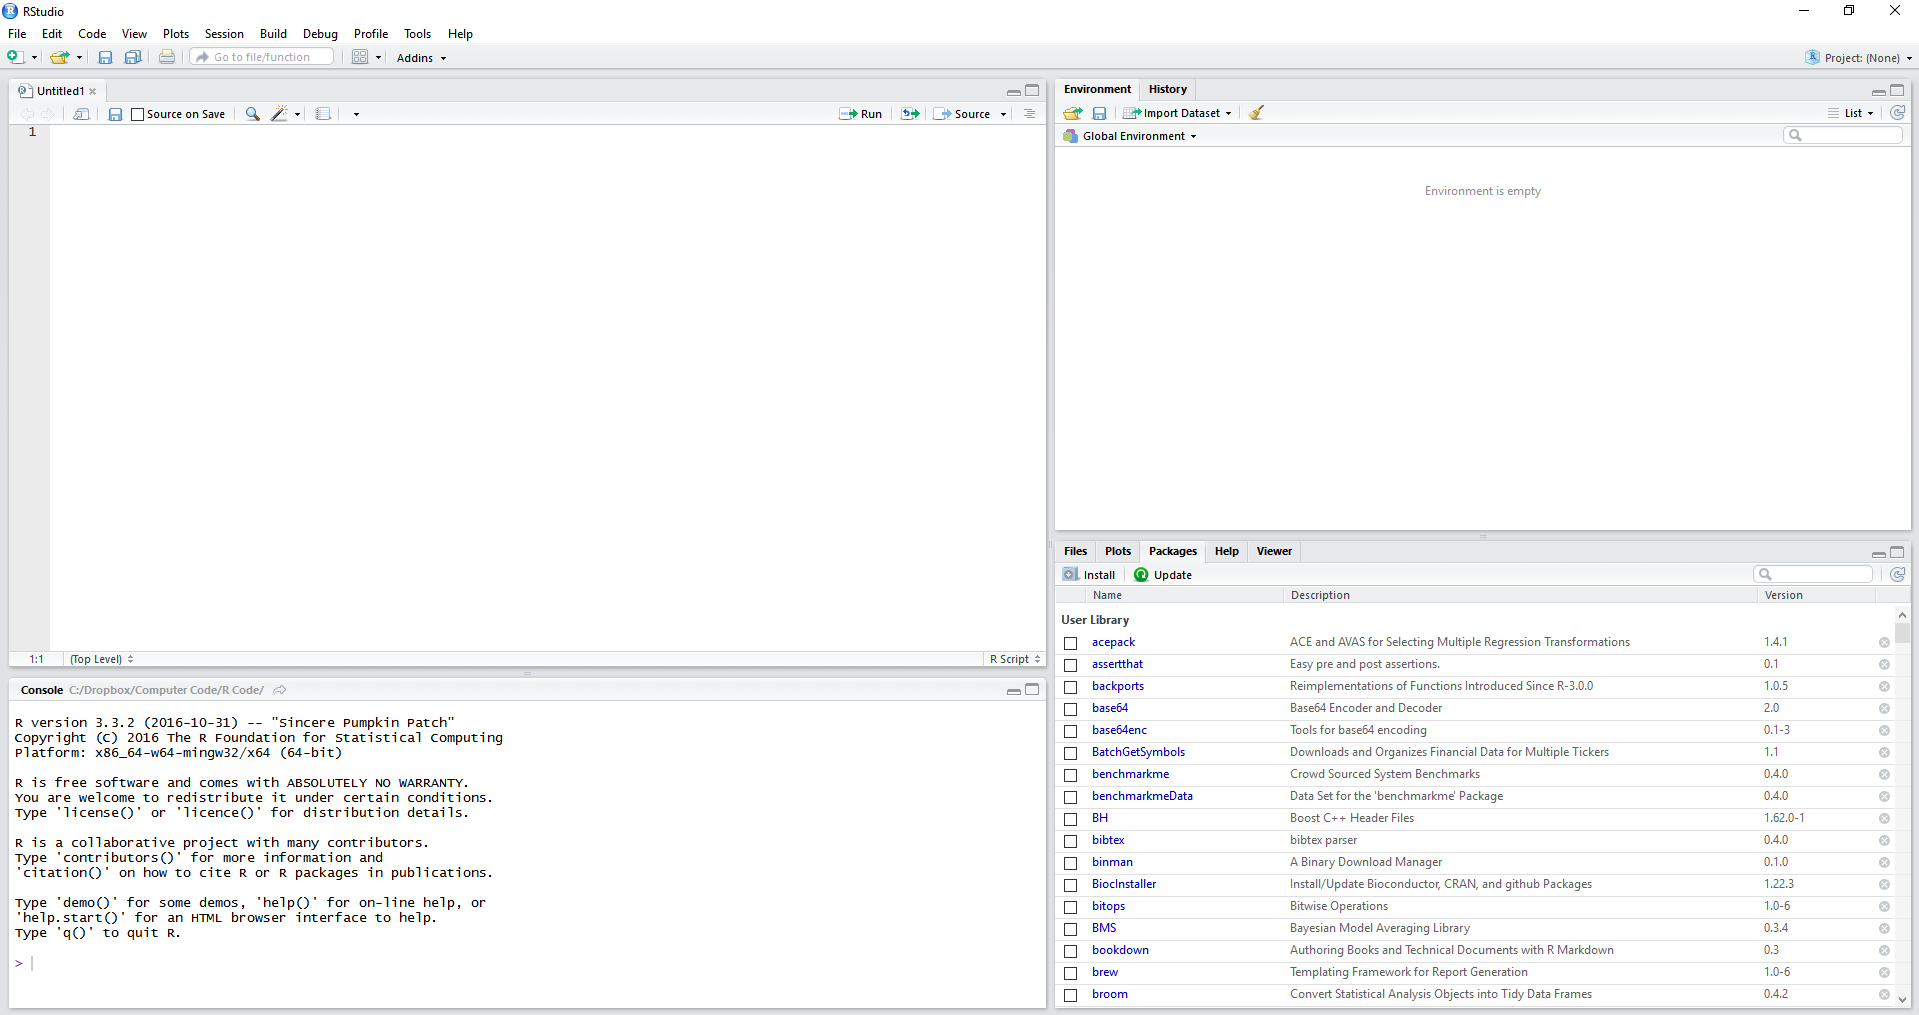 RStudio
File Edit Code View Plots Session Build Debug Profile Tools Help
Go to file/function Addins Project: (None)
Untitled1
Source on Save Run Source
1
1:1 (Top Level) R Script
Console C:/Dropbox/Computer Code/R Code/
R version 3.3.2 (2016-10-31) -- "Sincere Pumpkin Patch"
Copyright (C) 2016 The R Foundation for Statistical Computing
Platform: x86_64-w64-mingw32/x64 (64-bit)
R is free software and comes with ABSOLUTELY NO WARRANTY.
You are welcome to redistribute it under certain conditions.
Type 'license()' or 'licence()' for distribution details.
R is a collaborative project with many contributors.
Type 'contributors()' for more information and
'citation()' on how to cite R or R packages in publications.
Type 'demo()' for some demos, 'help()' for on-line help, or
'help.start()' for an HTML browser interface to help.
Type 'q()' to quit R.
>
Environment History
Import Dataset List
Global Environment
Environment is empty
Files Plots Packages Help Viewer
Install Update
Name Description Version
User Library
acepack ACE and AVAS for Selecting Multiple Regression Transformations 1.4.1
assertthat Easy pre and post assertions. 0.1
backports Reimplementations of Functions Introduced Since R-3.0.0 1.0.5
base64 Base64 Encoder and Decoder 2.0
base64enc Tools for base64 encoding 0.1-3
BatchGetSymbols Downloads and Organizes Financial Data for Multiple Tickers 1.1
benchmarkme Crowd Sourced System Benchmarks 0.4.0
benchmarkmeData Data Set for the 'benchmarkme' Package 0.4.0
BH Boost C++ Header Files 1.62.0-1
bibtex bibtex parser 0.4.0
binman A Binary Download Manager 0.1.0
BiocInstaller Install/Update Bioconductor, CRAN, and github Packages 1.22.3
bitops Bitwise Operations 1.0-6
BMS Bayesian Model Averaging Library 0.3.4
bookdown Authoring Books and Technical Documents with R Markdown 0.3
brew Templating Framework for Report Generation 1.0-6
broom Convert Statistical Analysis Objects into Tidy Data Frames 0.4.2